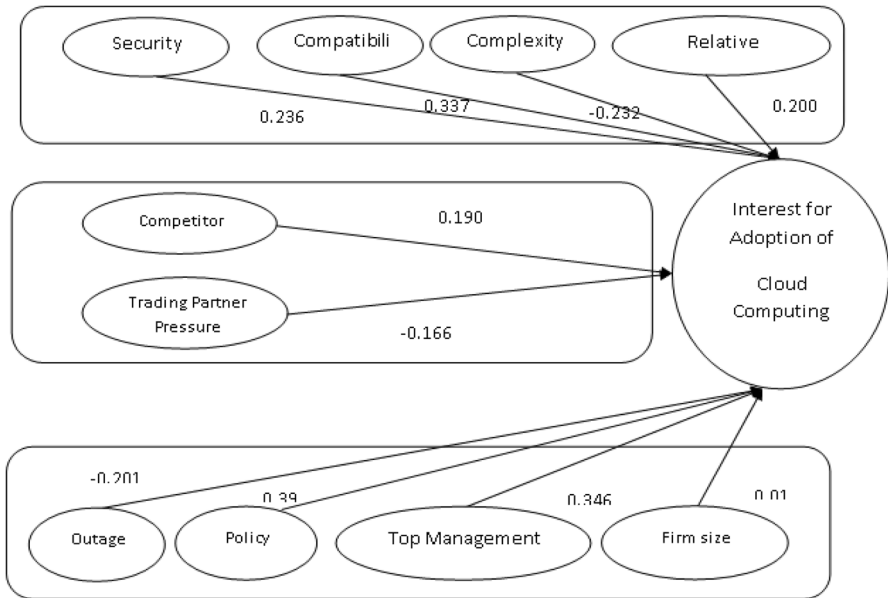 Security
Compatibili
Complexity
Relative
0.236
0.337
-0.232
0.200
Competitor
0.190
Trading Partner
Pressure
-0.166
Interest for
Adoption of
Cloud
Computing
-0.201
0.39
0.346
0.01
Outage
Policy
Top Management
Firm size